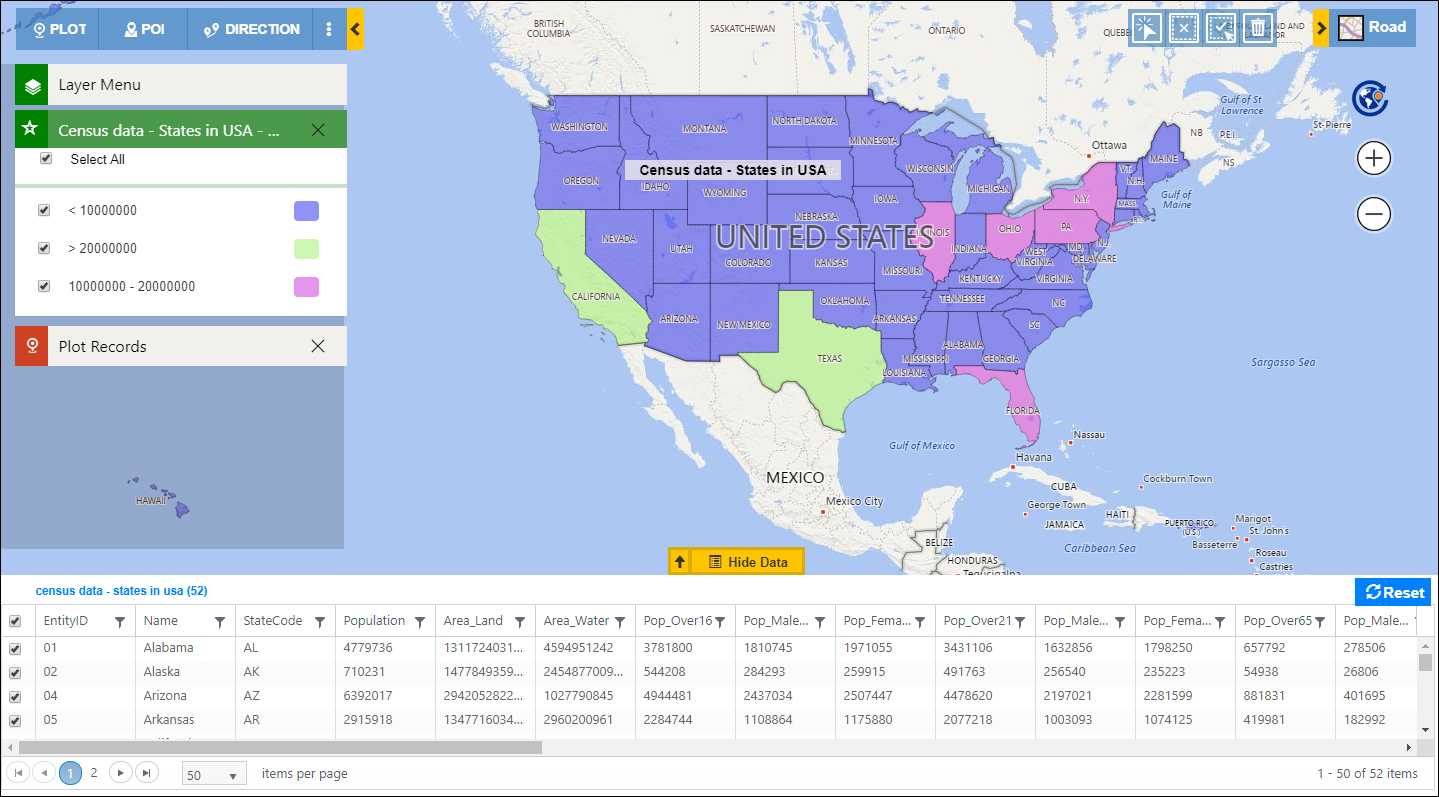 PLOT
POI
DIRECTION
Road
Layer Menu
Census data - States in USA - ...
Select All
< 10000000
> 20000000
10000000 - 20000000
Plot Records
HAWAII
BRITISH
COLUMBIA
SASKATCHEWAN
ONTARIO
Gulf of St
Lawrence
St-Pierre
NB
P.E.I.
NS
Ottawa
Gulf of
Maine
WASHINGTON
MONTANA
NORTH DAKOTA
MINNESOTA
WISCONSIN
MICHIGAN
VT.
N.H.
MAINE
MASS.
N.Y.
OREGON
IDAHO
WYOMING
Census data - States in USA
IOWA
NEBRASKA
UNITED STATES
NEVADA
UTAH
COLORADO
KANSAS
MISSOURI
INDIANA
OHIO
PA
N.J.
MD.
DELAWARE
WEST
VIRGINIA
VIRGINIA
KENTUCKY
TENNESSEE
NC
SC
CALIFORNIA
ARIZONA
NEW MEXICO
OKLAHOMA
ARKANSAS
TEXAS
LOUISIANA
MISSISSIPPI
ALABAMA
GEORGIA
FLORIDA
Sargasso Sea
Gulf of Mexico
Nassau
Havana
CUBA
Cockburn Town
George Town
HAITI
JAMAICA
PUERTO RICO
(U.S.)
Marigot
St. John's
Basseterre
Roseau
Castries
Caribbean Sea
MEXICO
Mexico City
BELIZE
HONDURAS
Tegucigalpa
Hide Data
census data - states in usa (52)
Reset
EntityID Name StateCode Population Area_Land Area_Water Pop_Over16 Pop_Male... Pop_Fema... Pop_Over21 Pop_Male... Pop_Fema... Pop_Over65 Pop_Male...
01 Alabama AL 4779736 1311724031... 4594951242 3781800 1810745 1971055 3431106 1632856 1798250 657792 278506
02 Alaska AK 710231 1477849359... 2454877009... 544208 284293 259915 491763 256540 235223 54938 26806
04 Arizona AZ 6392017 2942052822... 1027790845 4944481 2437034 2507447 4478620 2197021 2281599 881831 401695
05 Arkansas AR 2915918 1347716034... 2960200961 2284744 1108864 1175880 2077218 1003093 1074125 419981 182992
1 2 50 items per page 1 - 50 of 52 items